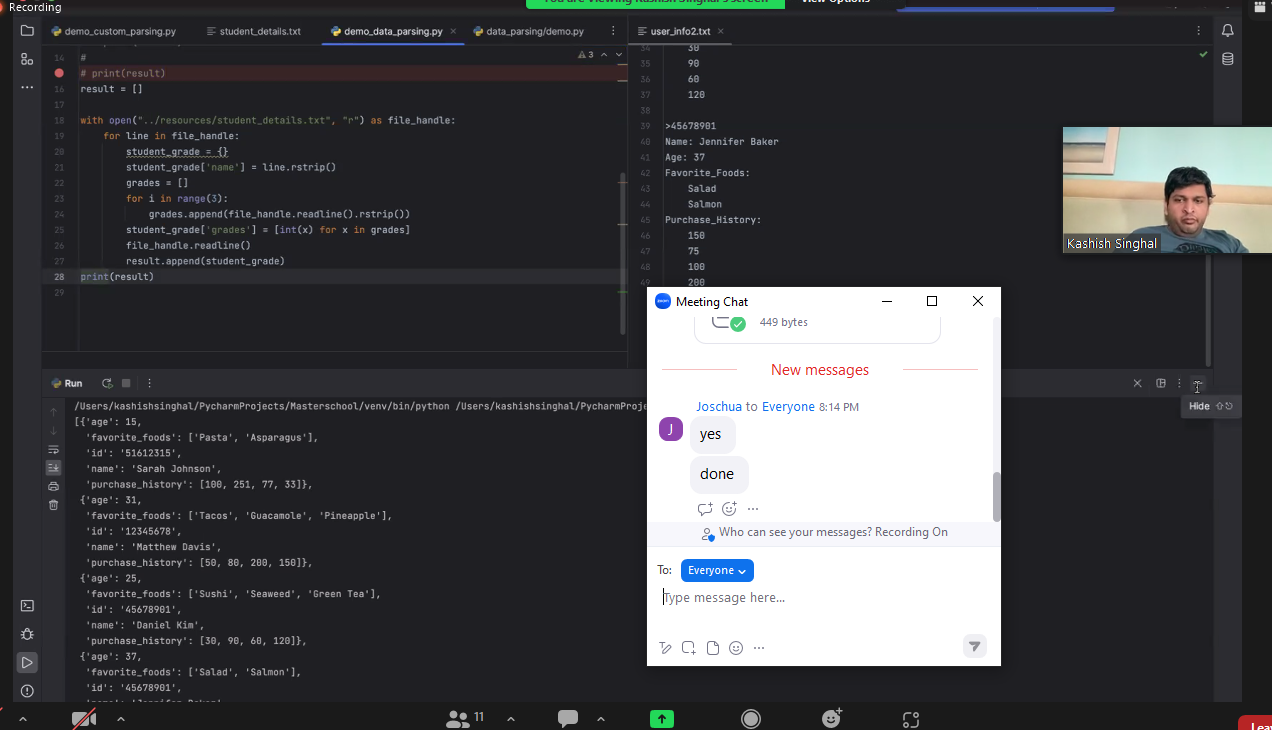 Recording
You are viewing Kashish Singhal's screen
View Options
demo_custom_parsing.py
student_details.txt
demo_data_parsing.py
data_parsing/demo.py
user_info2.txt
14 #
3
# print(result)
16 result = []
17
18 with open("../resources/student_details.txt", "r") as file_handle:
19 for line in file_handle:
20 student_grade = {}
21 student_grade['name'] = line.rstrip()
22 grades = []
23 for i in range(3):
24 grades.append(file_handle.readline().rstrip())
25 student_grade['grades'] = [int(x) for x in grades]
26 file_handle.readline()
27 result.append(student_grade)
28 print(result)
29
34 30
35 90
36 60
37 120
38
39 >45678901
40 Name: Jennifer Baker
41 Age: 37
42 Favorite_Foods:
43 Salad
44 Salmon
45 Purchase_History:
46 150
47 75
48 100
49 200
Kashish Singhal
Run
/Users/kashishsinghal/PycharmProjects/Masterschool/venv/bin/python /Users/kashishsinghal/PycharmProje
[{'age': 15,
'favorite_foods': ['Pasta', 'Asparagus'],
'id': '51612315',
'name': 'Sarah Johnson',
'purchase_history': [100, 251, 77, 33]},
{'age': 31,
'favorite_foods': ['Tacos', 'Guacamole', 'Pineapple'],
'id': '12345678',
'name': 'Matthew Davis',
'purchase_history': [50, 80, 200, 150]},
{'age': 25,
'favorite_foods': ['Sushi', 'Seaweed', 'Green Tea'],
'id': '45678901',
'name': 'Daniel Kim',
'purchase_history': [30, 90, 60, 120]},
{'age': 37,
'favorite_foods': ['Salad', 'Salmon'],
'id': '45678901',
'name': 'Jennifer Baker',
Hide
Meeting Chat
449 bytes
New messages
Joschua to Everyone 8:14 PM
J
yes
done
Who can see your messages? Recording On
To: Everyone
Type message here...
11
Leav